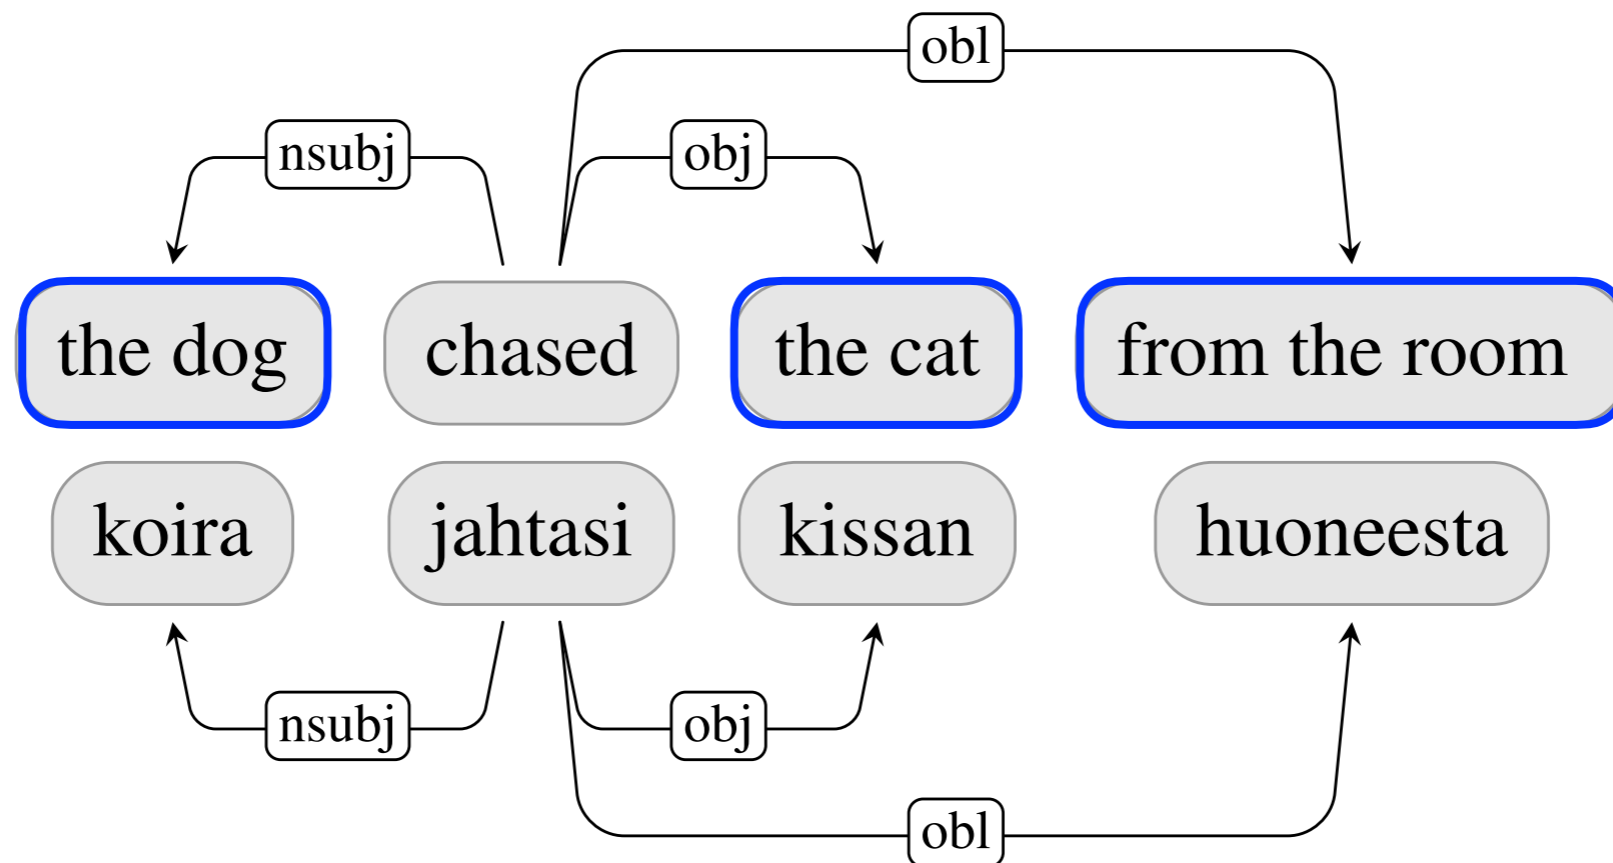 obl
nsubj obj
the dog chased the cat from the room
koira jahtasi kissan huoneesta
nsubj obj
obl